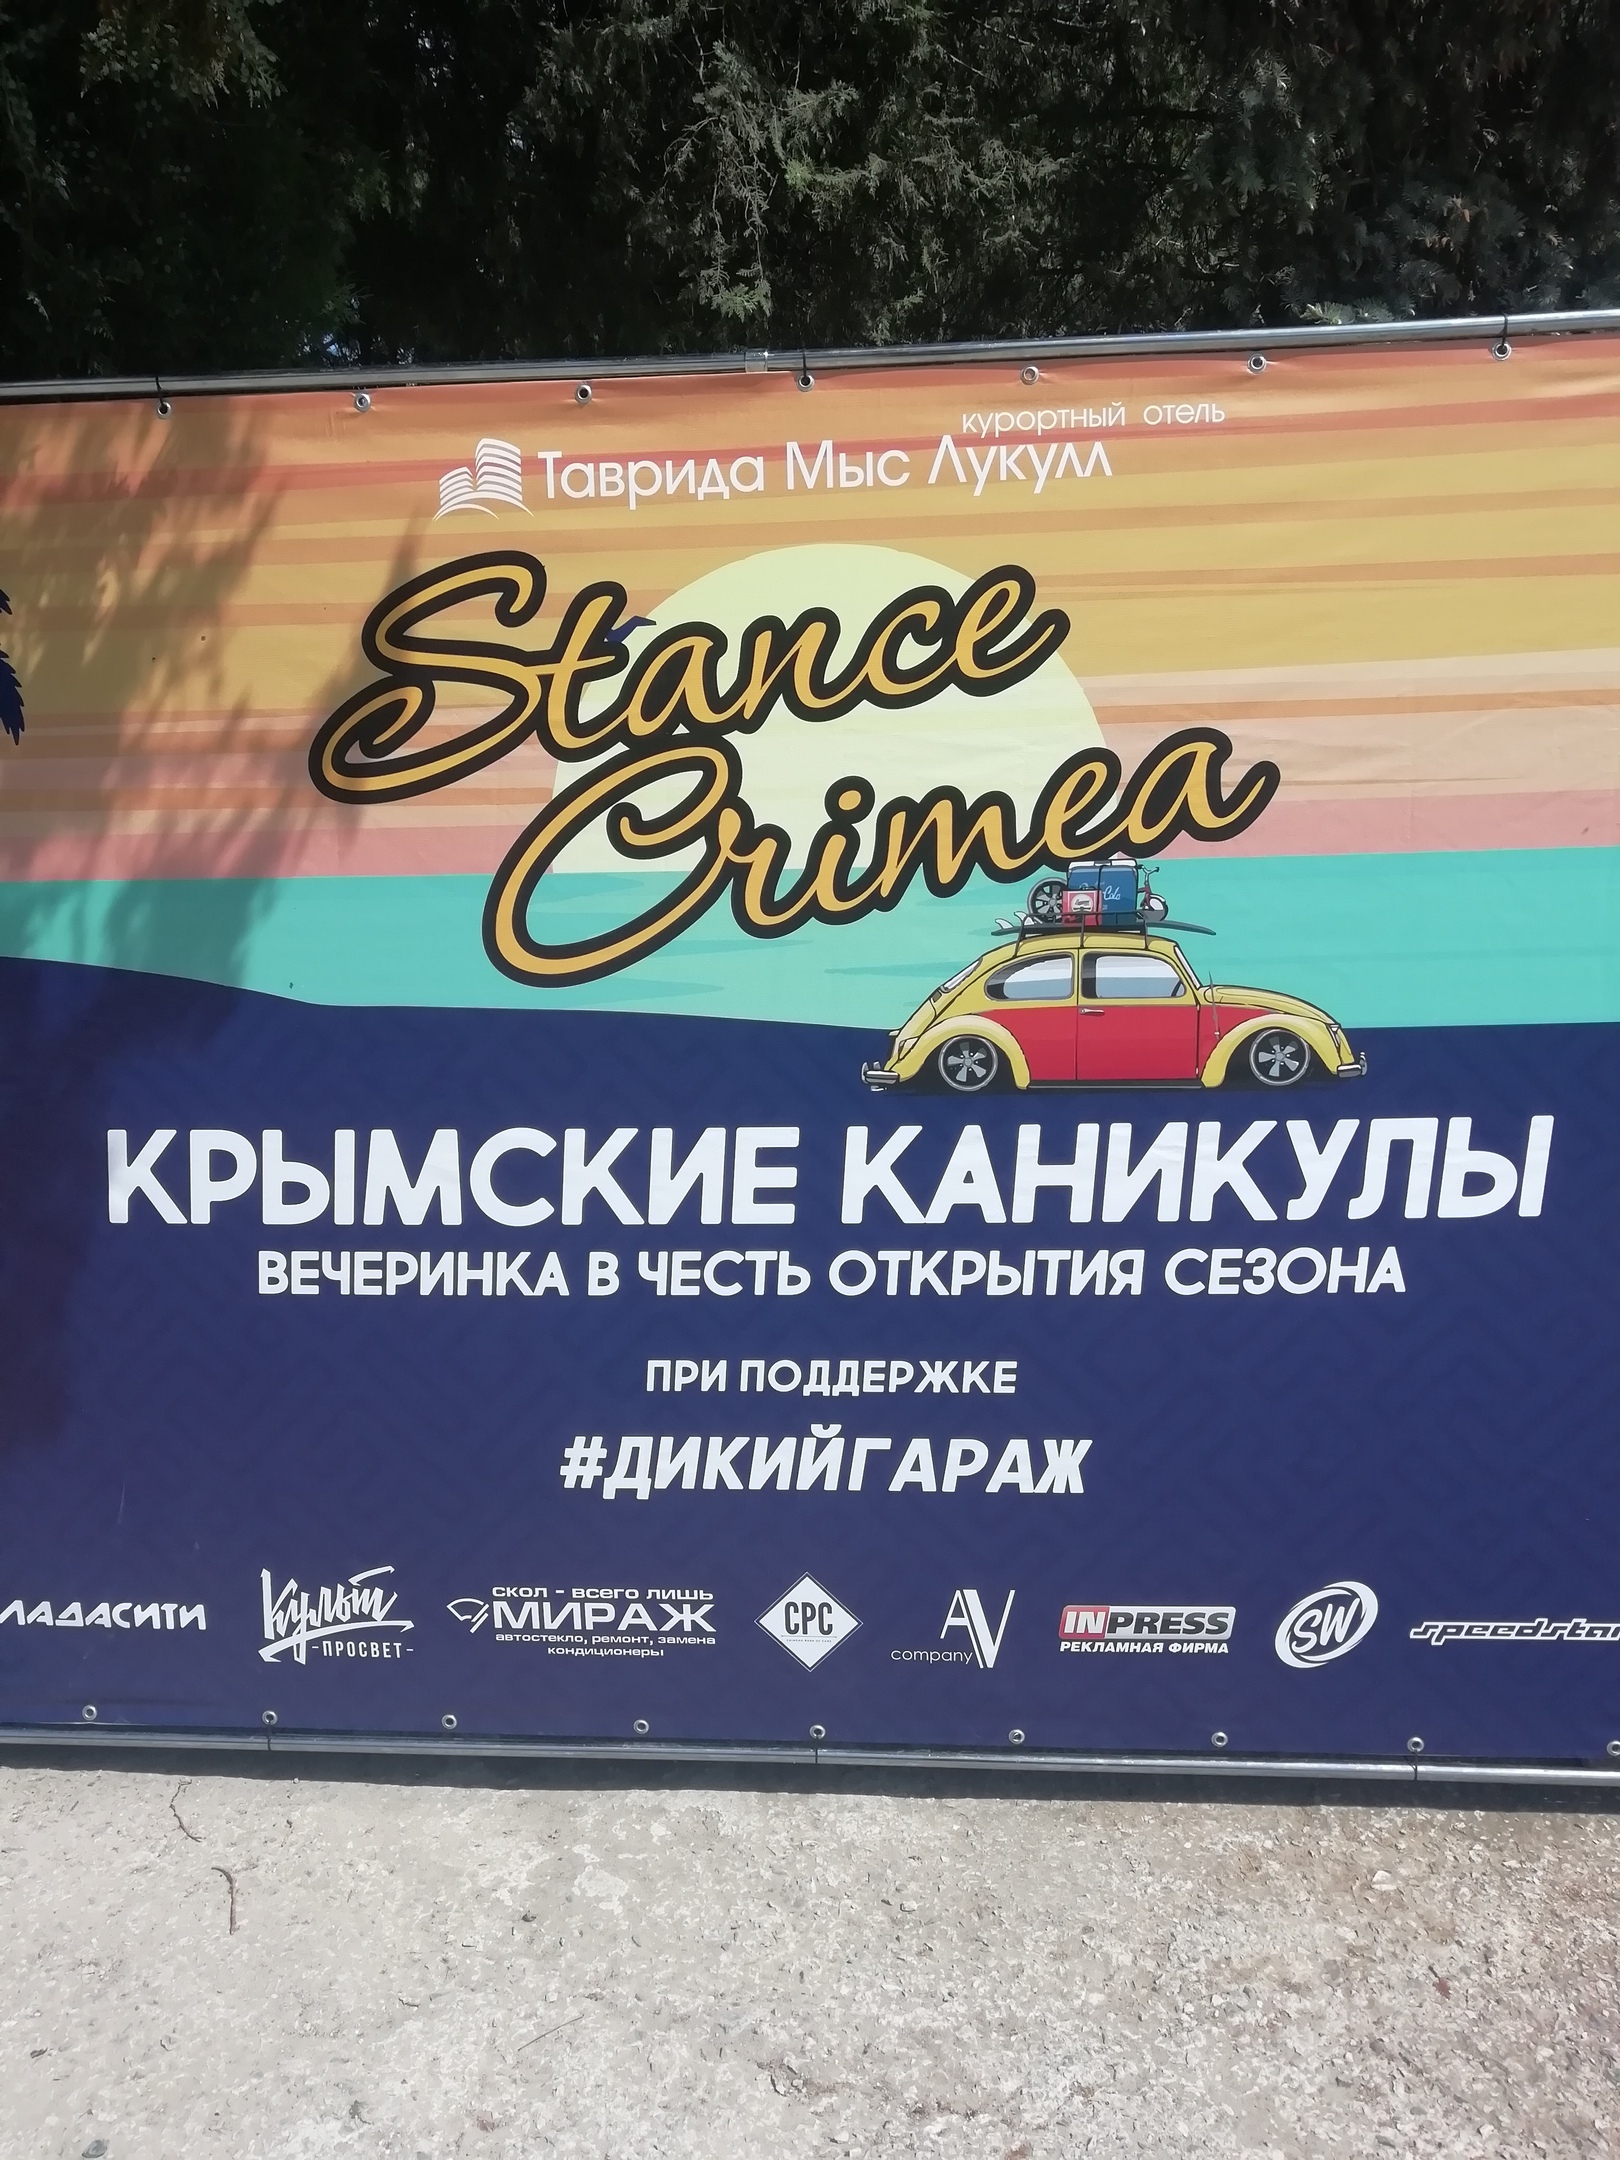 курортный отель
Таврида Мыс Лукулл
Stance
Crimea
КРЫМСКИЕ КАНИКУЛЫ
ВЕЧЕРИНКА В ЧЕСТЬ ОТКРЫТИЯ СЕЗОНА
ПРИ ПОДДЕРЖКЕ
#ДИКИЙГАРАЖ
ЛАДАСИТИ
Культ
-ПРОСВЕТ-
СКОЛ - ВСЕГО ЛИШЬ
МИРАЖ
автостекло, ремонт, замена
кондиционеры
CPC
AV
company
INPRESS
РЕКЛАМНАЯ ФИРМА
SW
speedstar